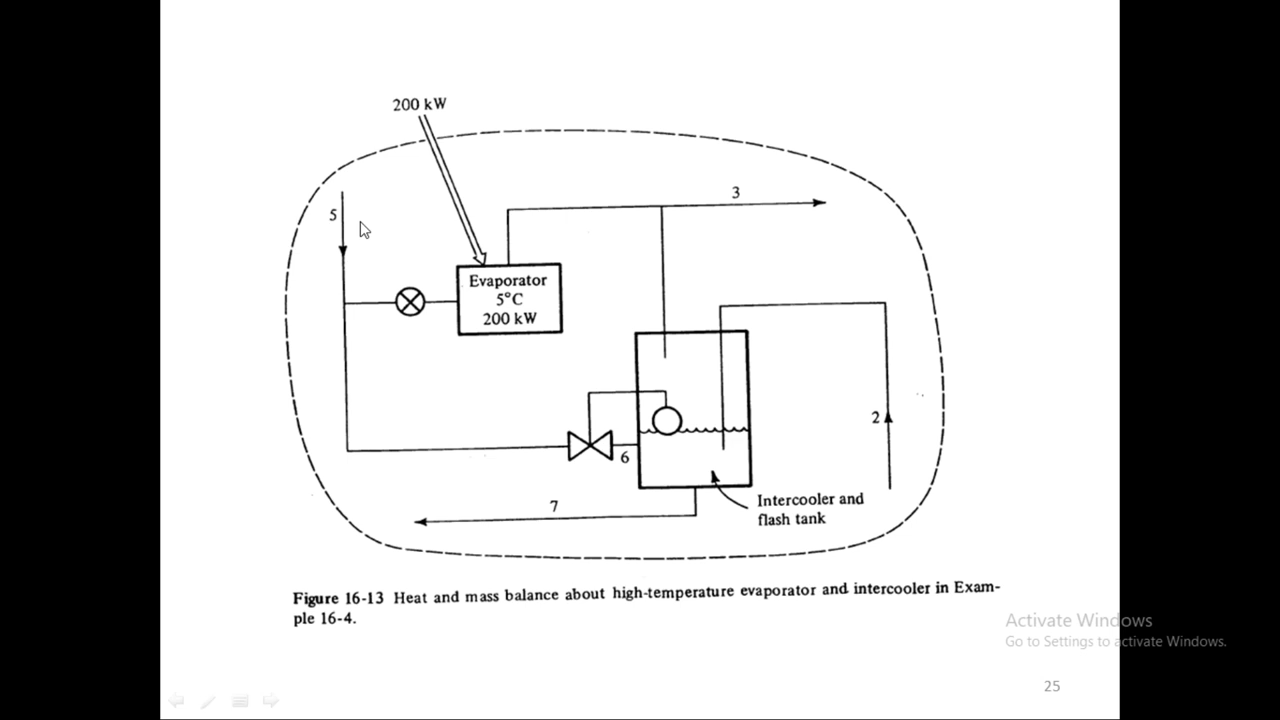 200 kW
3
5
Evaporator
5°C
200 kW
2
6
7
Intercooler and
flash tank
Figure 16-13 Heat and mass balance about high-temperature evaporator and intercooler in Exam-
ple 16-4.
Activate Windows
Go to Settings to activate Windows.
25